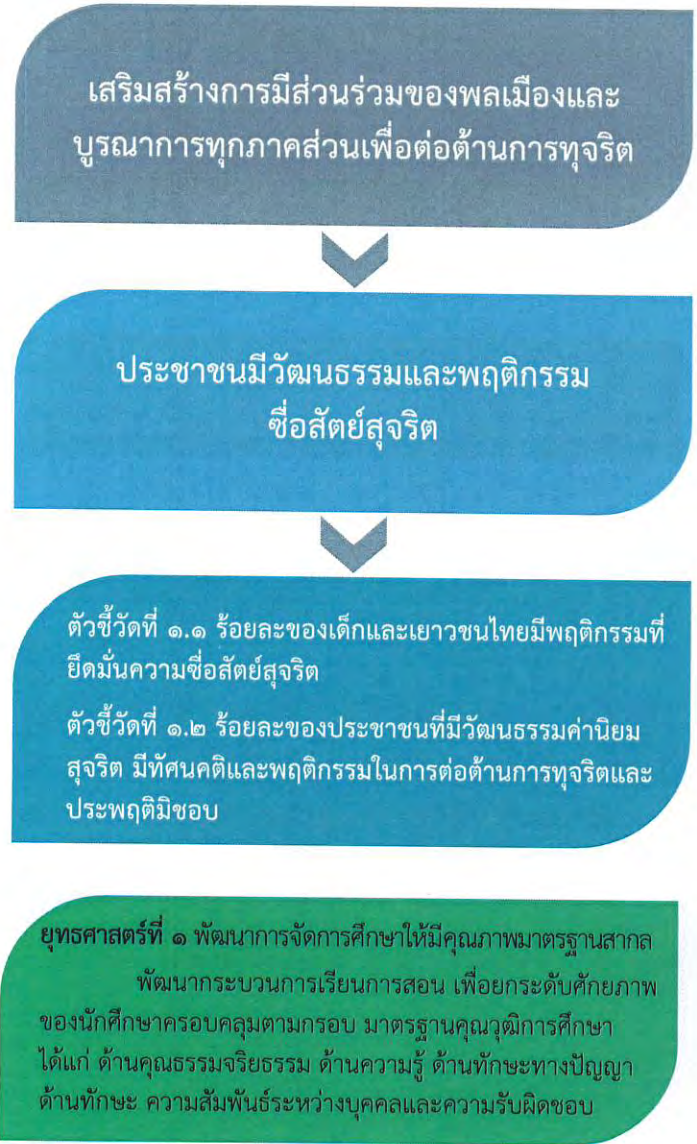 เสริมสร้างการมีส่วนร่วมของพลเมืองและ
บูรณาการทุกภาคส่วนเพื่อต่อต้านการทุจริต
ประชาชนมีวัฒนธรรมและพฤติกรรม
ซื่อสัตย์สุจริต
ตัวชี้วัดที่ ๑.๑ ร้อยละของเด็กและเยาวชนไทยมีพฤติกรรมที่
ยึดมั่นความซื่อสัตย์สุจริต
ตัวชี้วัดที่ ๑.๒ ร้อยละของประชาชนที่มีวัฒนธรรมค่านิยม
สุจริต มีทัศนคติและพฤติกรรมในการต่อต้านการทุจริตและ
ประพฤติมิชอบ
ยุทธศาสตร์ที่ ๑ พัฒนาการจัดการศึกษาให้มีคุณภาพมาตรฐานสากล
พัฒนากระบวนการเรียนการสอน เพื่อยกระดับศักยภาพ
ของนักศึกษาครอบคลุมตามกรอบ มาตรฐานคุณวุฒิการศึกษา
ได้แก่ ด้านคุณธรรมจริยธรรม ด้านความรู้ ด้านทักษะทางปัญญา
ด้านทักษะ ความสัมพันธ์ระหว่างบุคคลและความรับผิดชอบ